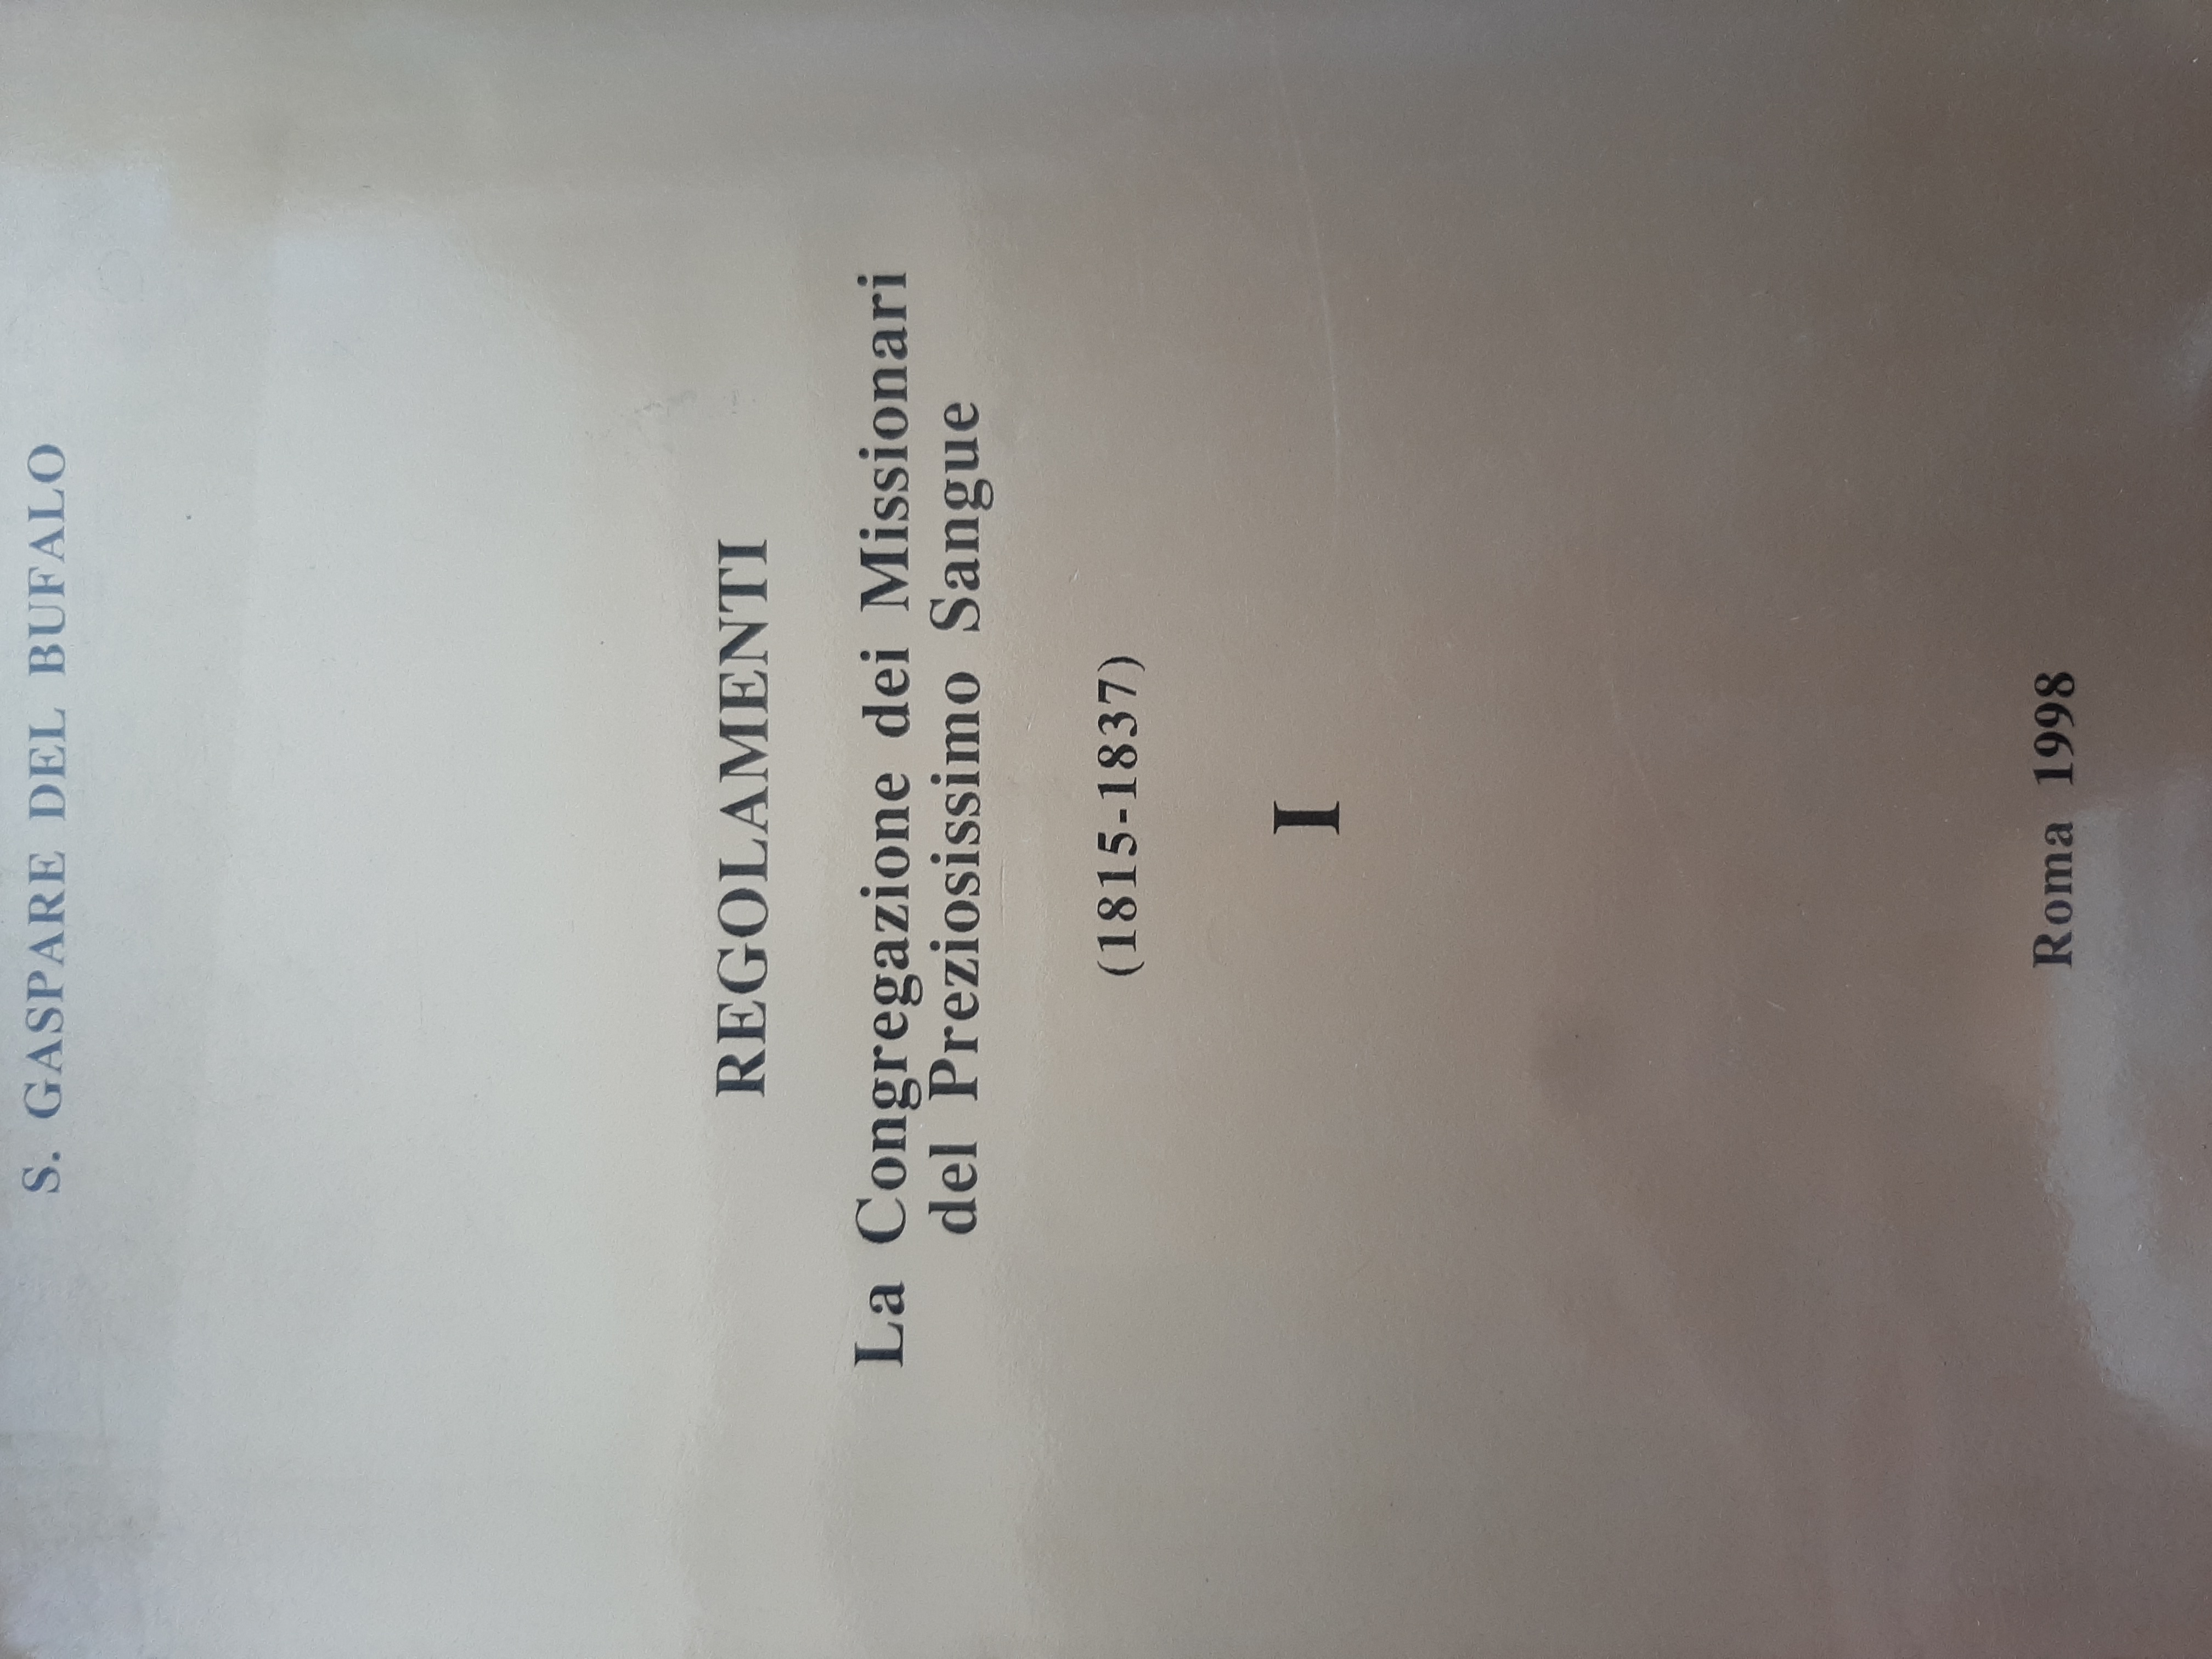 S. GASPARE DEL BUFALO
REGOLAMENTI
La Congregazione dei Missionari
del Preziosissimo Sangue
(1815-1837)
I
Roma 1998